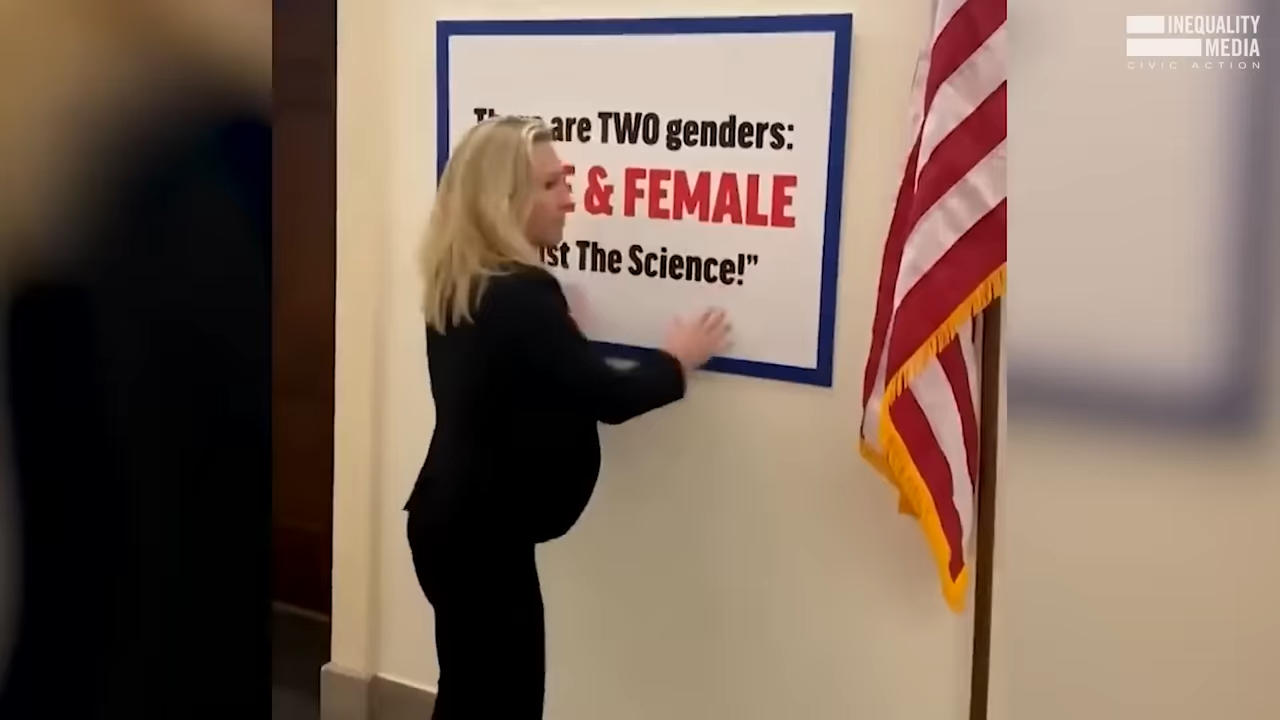 are TWO genders:
& FEMALE
The Science!”
INEQUALITY
MEDIA
CIVIC ACTION